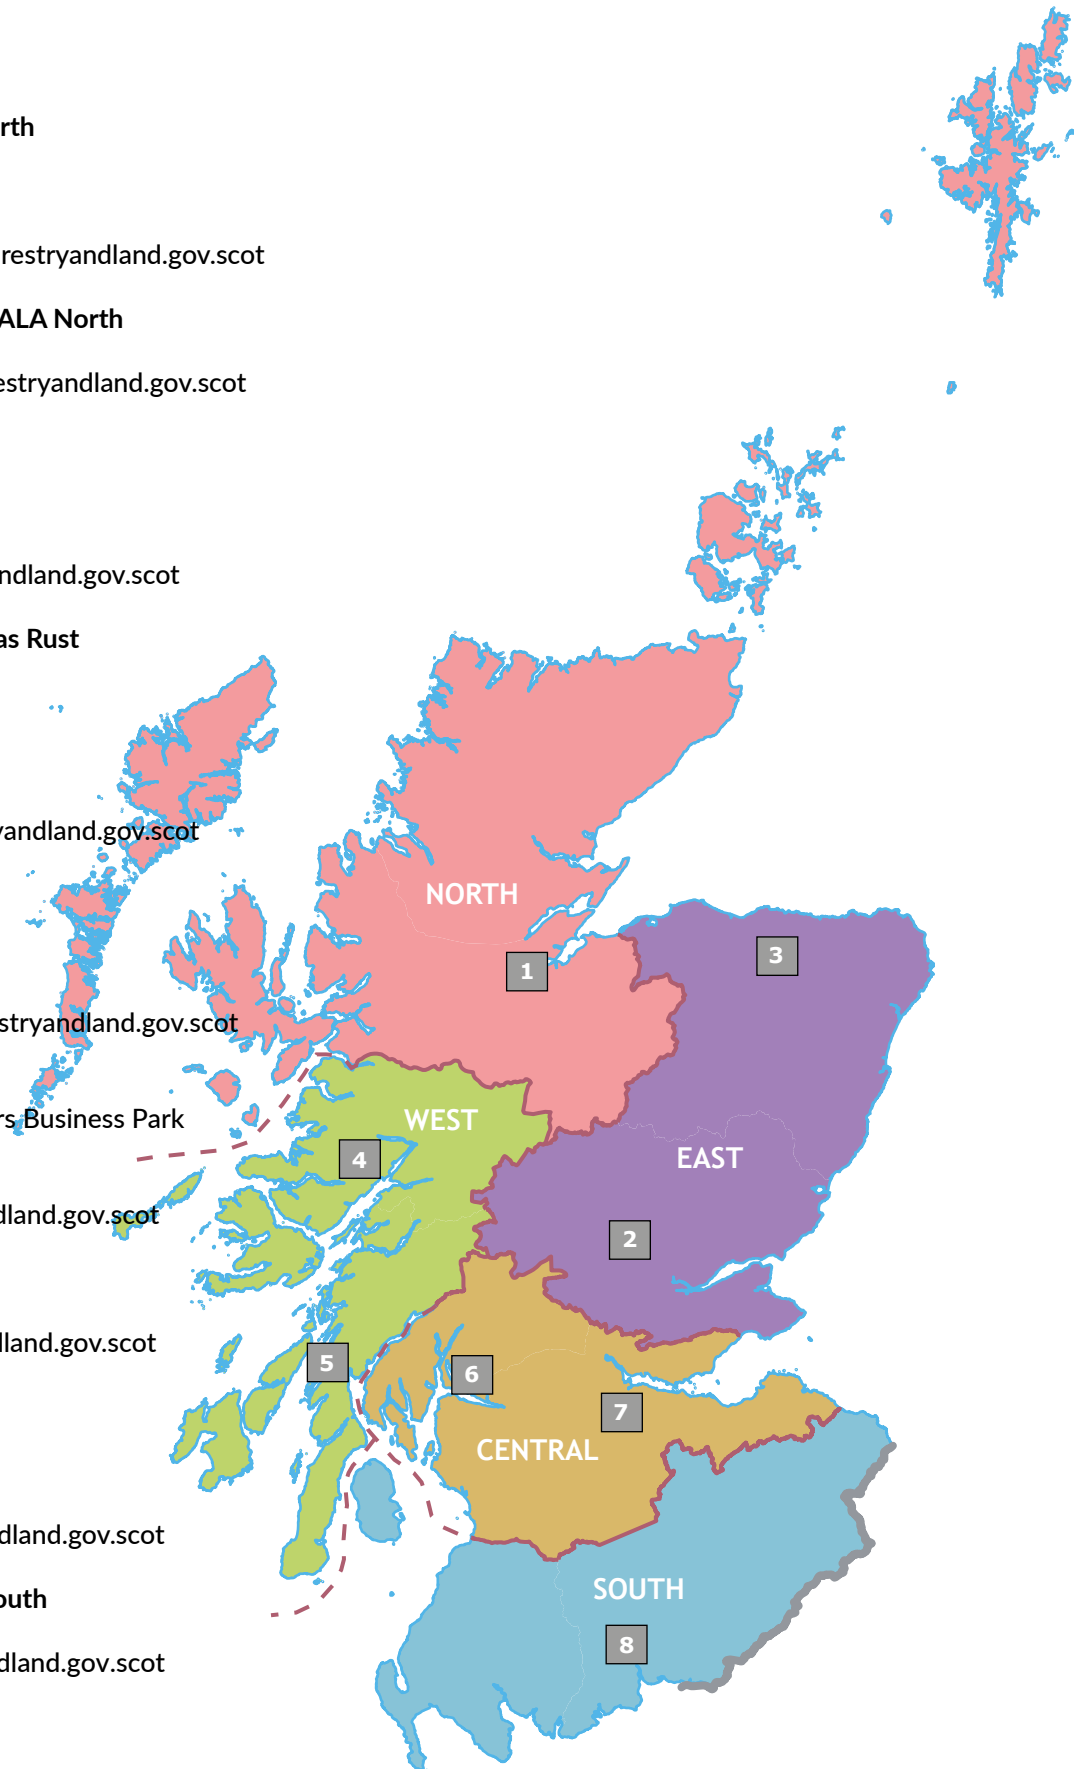 rth
restryandland.gov.scot
ALA North
estryandland.gov.scot
ndland.gov.scot
as Rust
yandland.gov.scot
stryandland.gov.scot
rs Business Park
dland.gov.scot
lland.gov.scot
dland.gov.scot
outh
dland.gov.scot
NORTH
1
3
WEST
4
EAST
2
5
6
7
CENTRAL
SOUTH
8